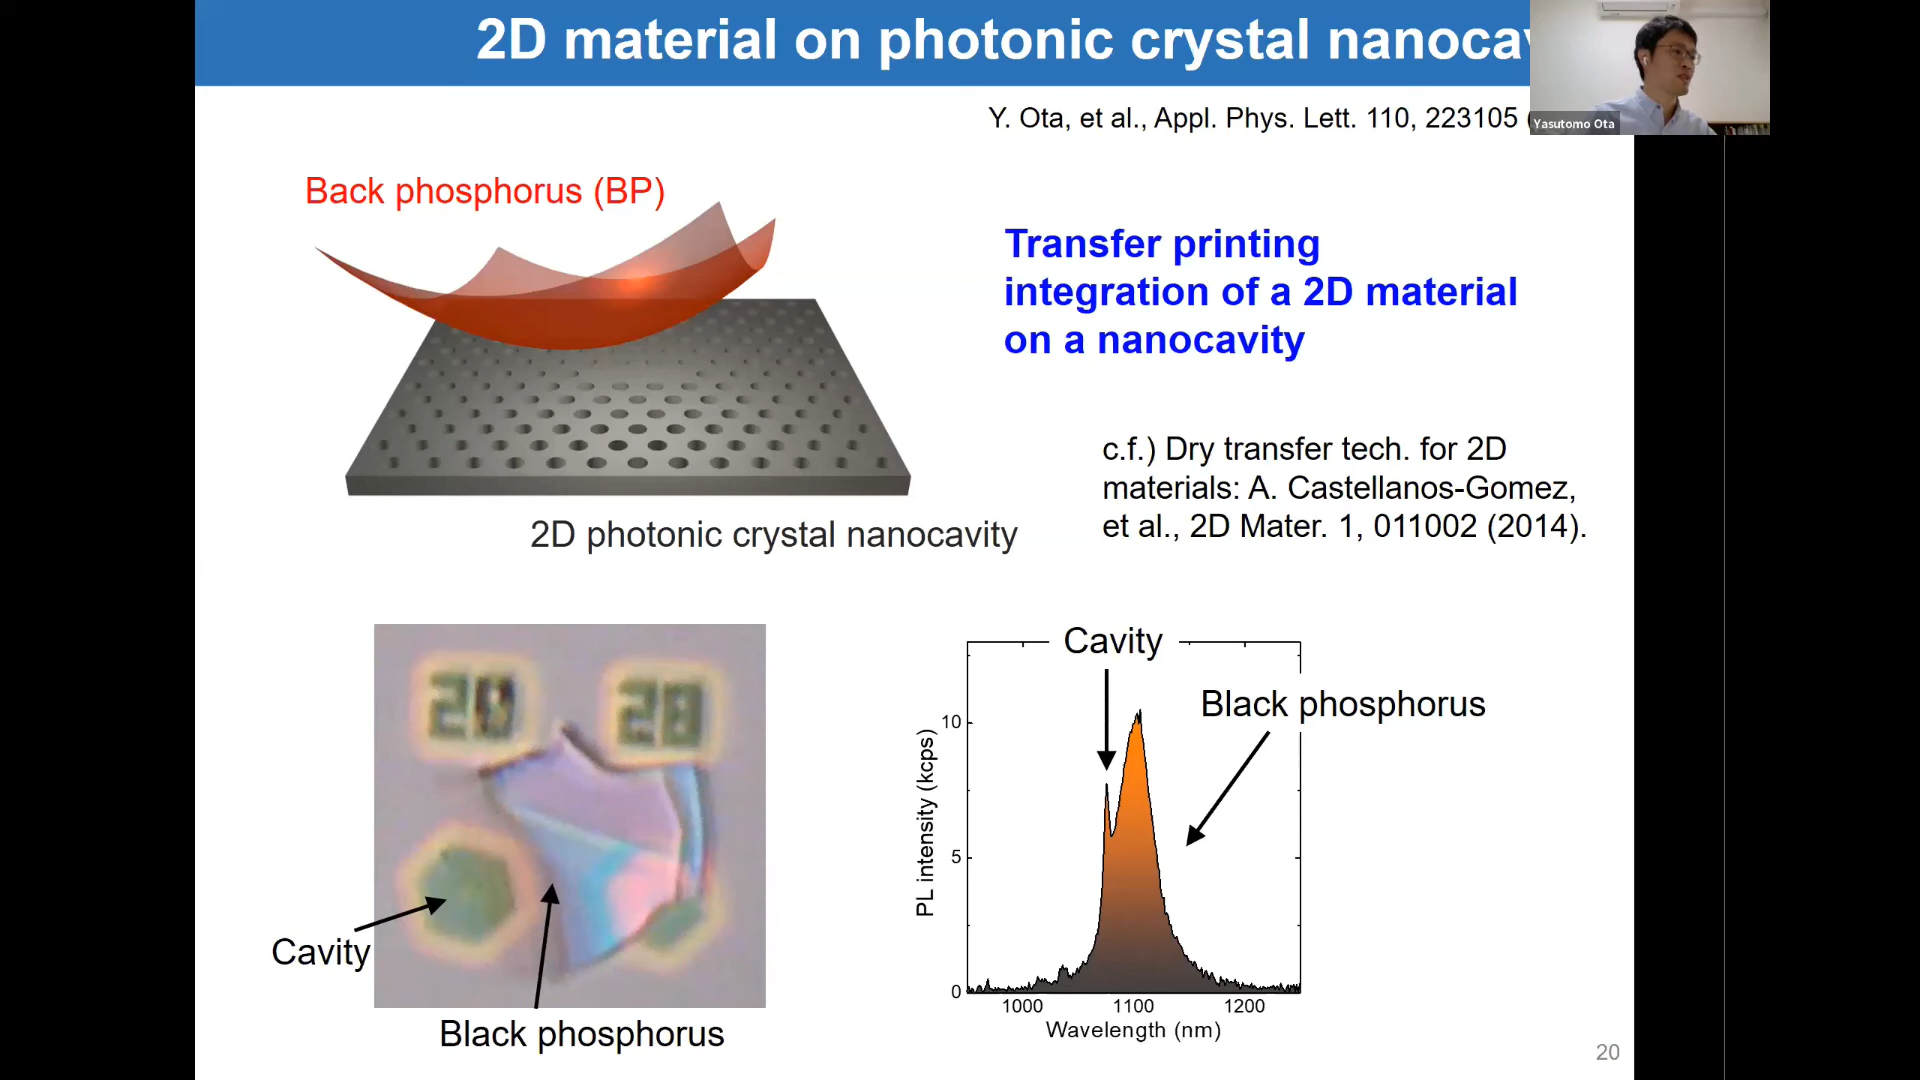 2D material on photonic crystal
Y. Ota, et al., Appl. Phys. Lett. 110, 223105
Yasutomo Ota
Back phosphorus (BP)
Transfer printing
integration of a 2D material
on a nanocavity
c.f.) Dry transfer tech. for 2D
materials: A. Castellanos-Gomez,
et al., 2D Mater. 1, 011002 (2014).
2D photonic crystal nanocavity
28
Cavity
Black phosphorus
Cavity
Black phosphorus
10
5
0
PL intensity (kcps)
1000 1100 1200
Wavelength (nm)
20